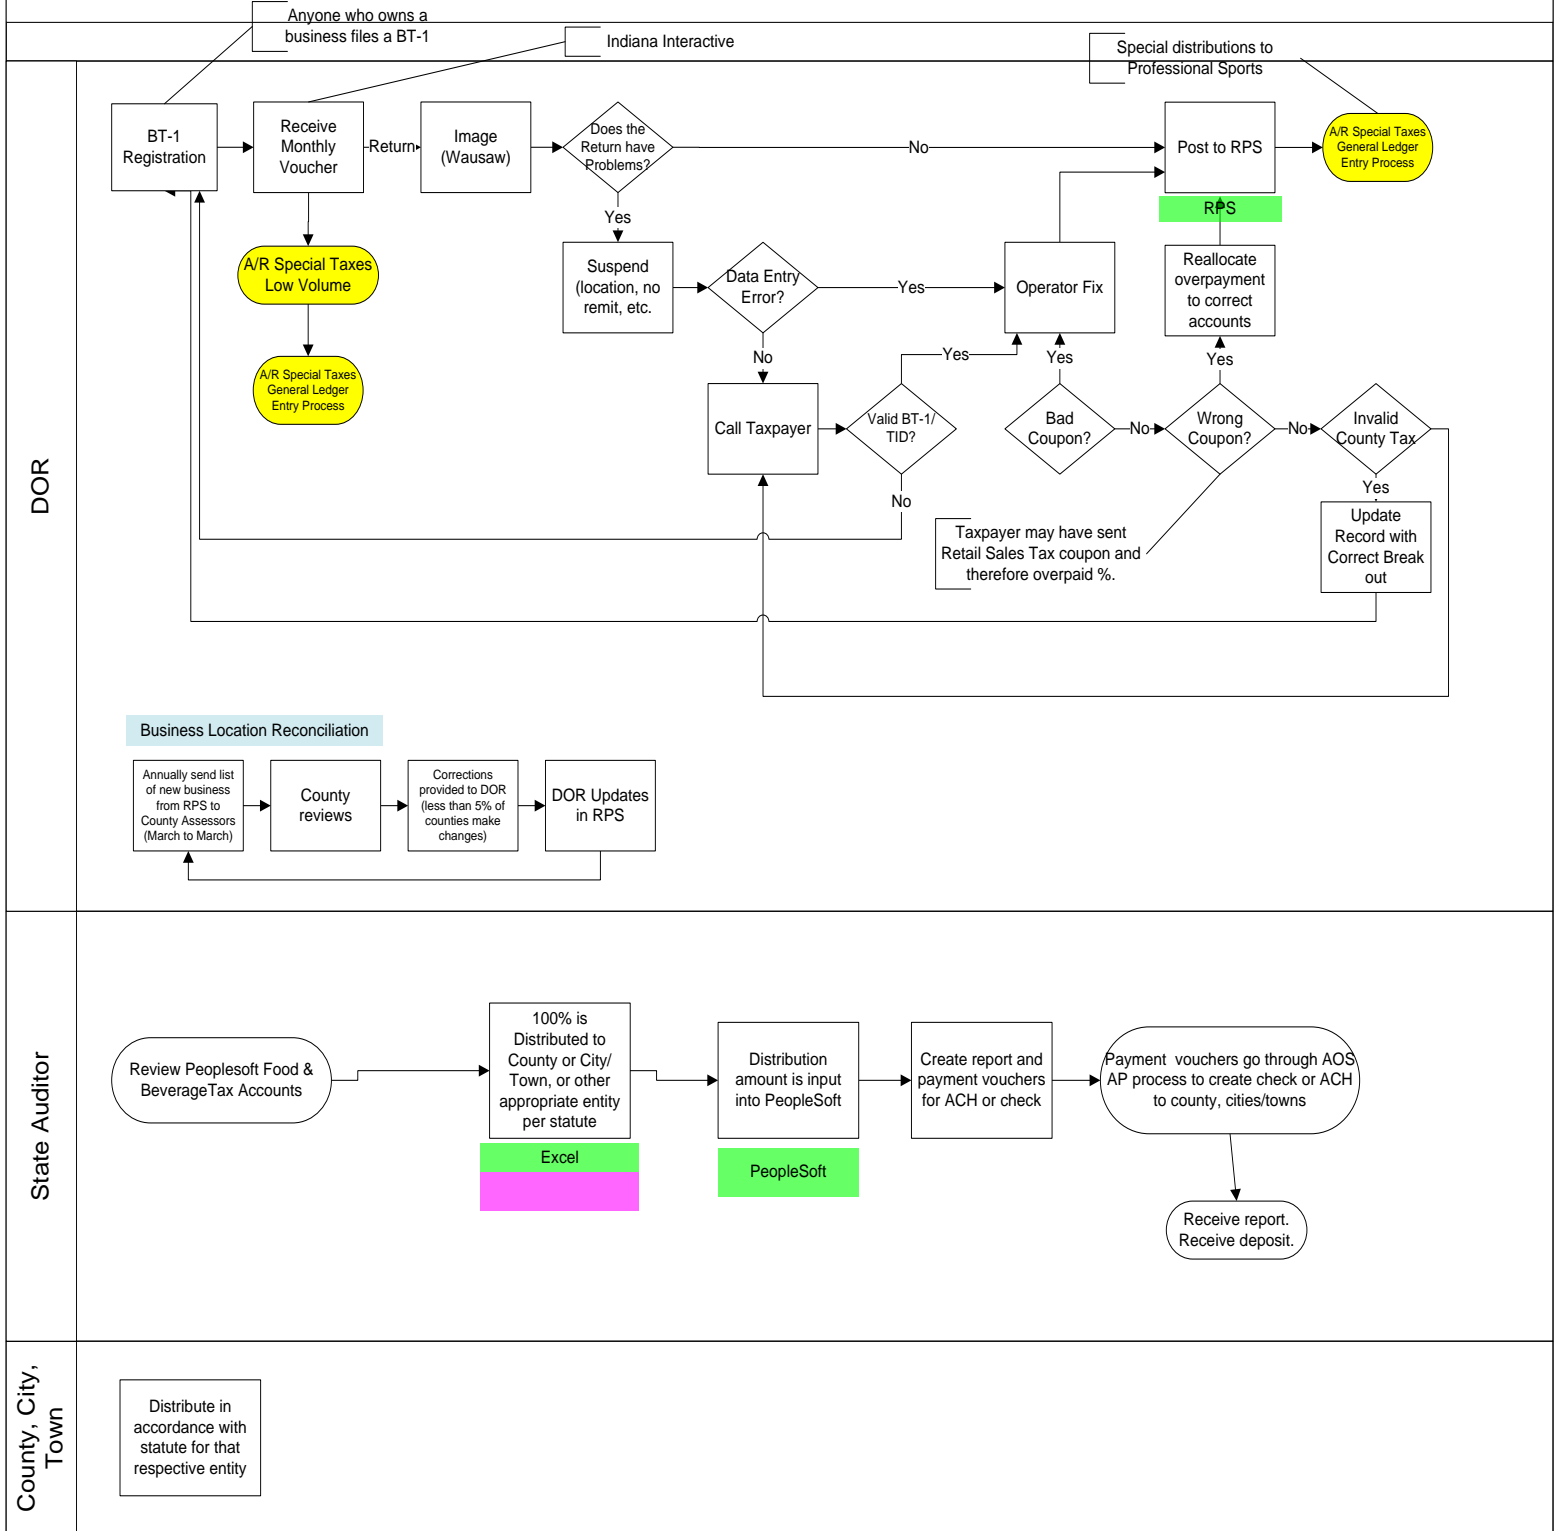 Anyone who owns a
business files a BT-1
Indiana Interactive
Special distributions to
Professional Sports
DOR
BT-1
Registration
Receive
Monthly
Voucher
Return
Image
(Wausaw)
Does the
Return have
Problems?
No
Post to RPS
A/R Special Taxes
General Ledger
Entry Process
RPS
Yes
A/R Special Taxes
Low Volume
Suspend
(location, no
remit, etc.
Data Entry
Error?
Yes
Operator Fix
Reallocate
overpayment
to correct
accounts
No
Yes
Yes
Yes
A/R Special Taxes
General Ledger
Entry Process
Call Taxpayer
Valid BT-1/
TID?
Bad
Coupon?
No
Wrong
Coupon?
No
Invalid
County Tax
No
Yes
Taxpayer may have sent
Retail Sales Tax coupon and
therefore overpaid %.
Update
Record with
Correct Break
out
Business Location Reconciliation
Annually send list
of new business
from RPS to
County Assessors
(March to March)
County
reviews
Corrections
provided to DOR
(less than 5% of
counties make
changes)
DOR Updates
in RPS
State Auditor
Review Peoplesoft Food &
BeverageTax Accounts
100% is
Distributed to
County or City/
Town, or other
appropriate entity
per statute
Excel
Distribution
amount is input
into PeopleSoft
PeopleSoft
Create report and
payment vouchers
for ACH or check
Payment vouchers go through AOS
AP process to create check or ACH
to county, cities/towns
Receive report.
Receive deposit.
County, City,
Town
Distribute in
accordance with
statute for that
respective entity